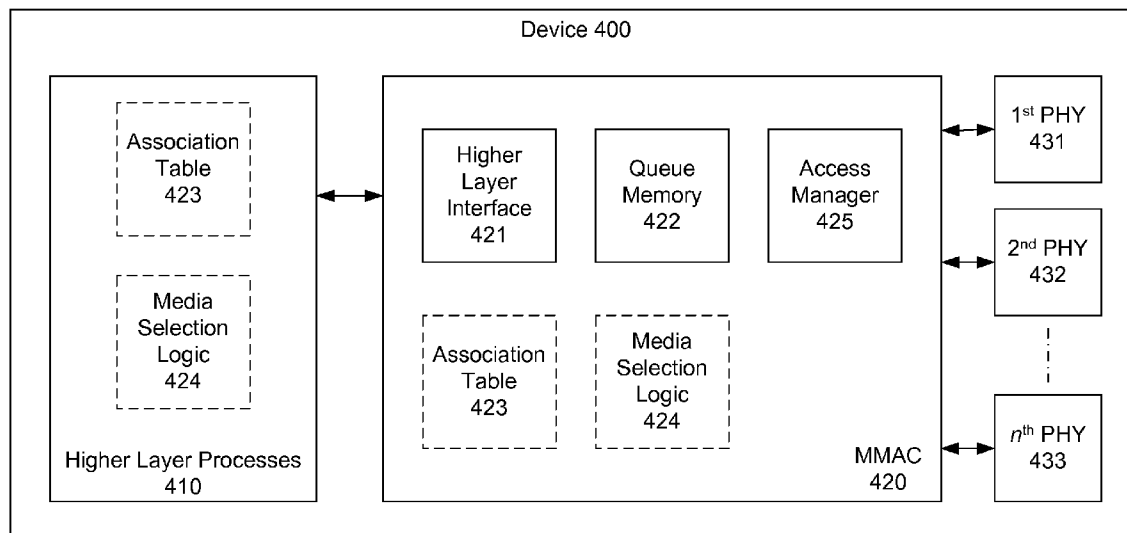 Device 400
Association
Table
423
Media
Selection
Logic
424
Higher Layer Processes
410
Higher
Layer
Interface
421
Queue
Memory
422
Access
Manager
425
Association
Table
423
Media
Selection
Logic
424
MMAC
420
1st PHY
431
2nd PHY
432
nth PHY
433